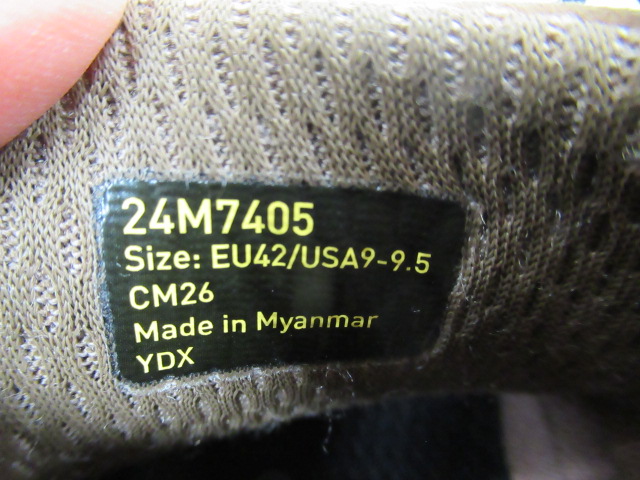 24M7405
Size: EU42/USA9-9.5
CM26
Made in Myanmar
YDX